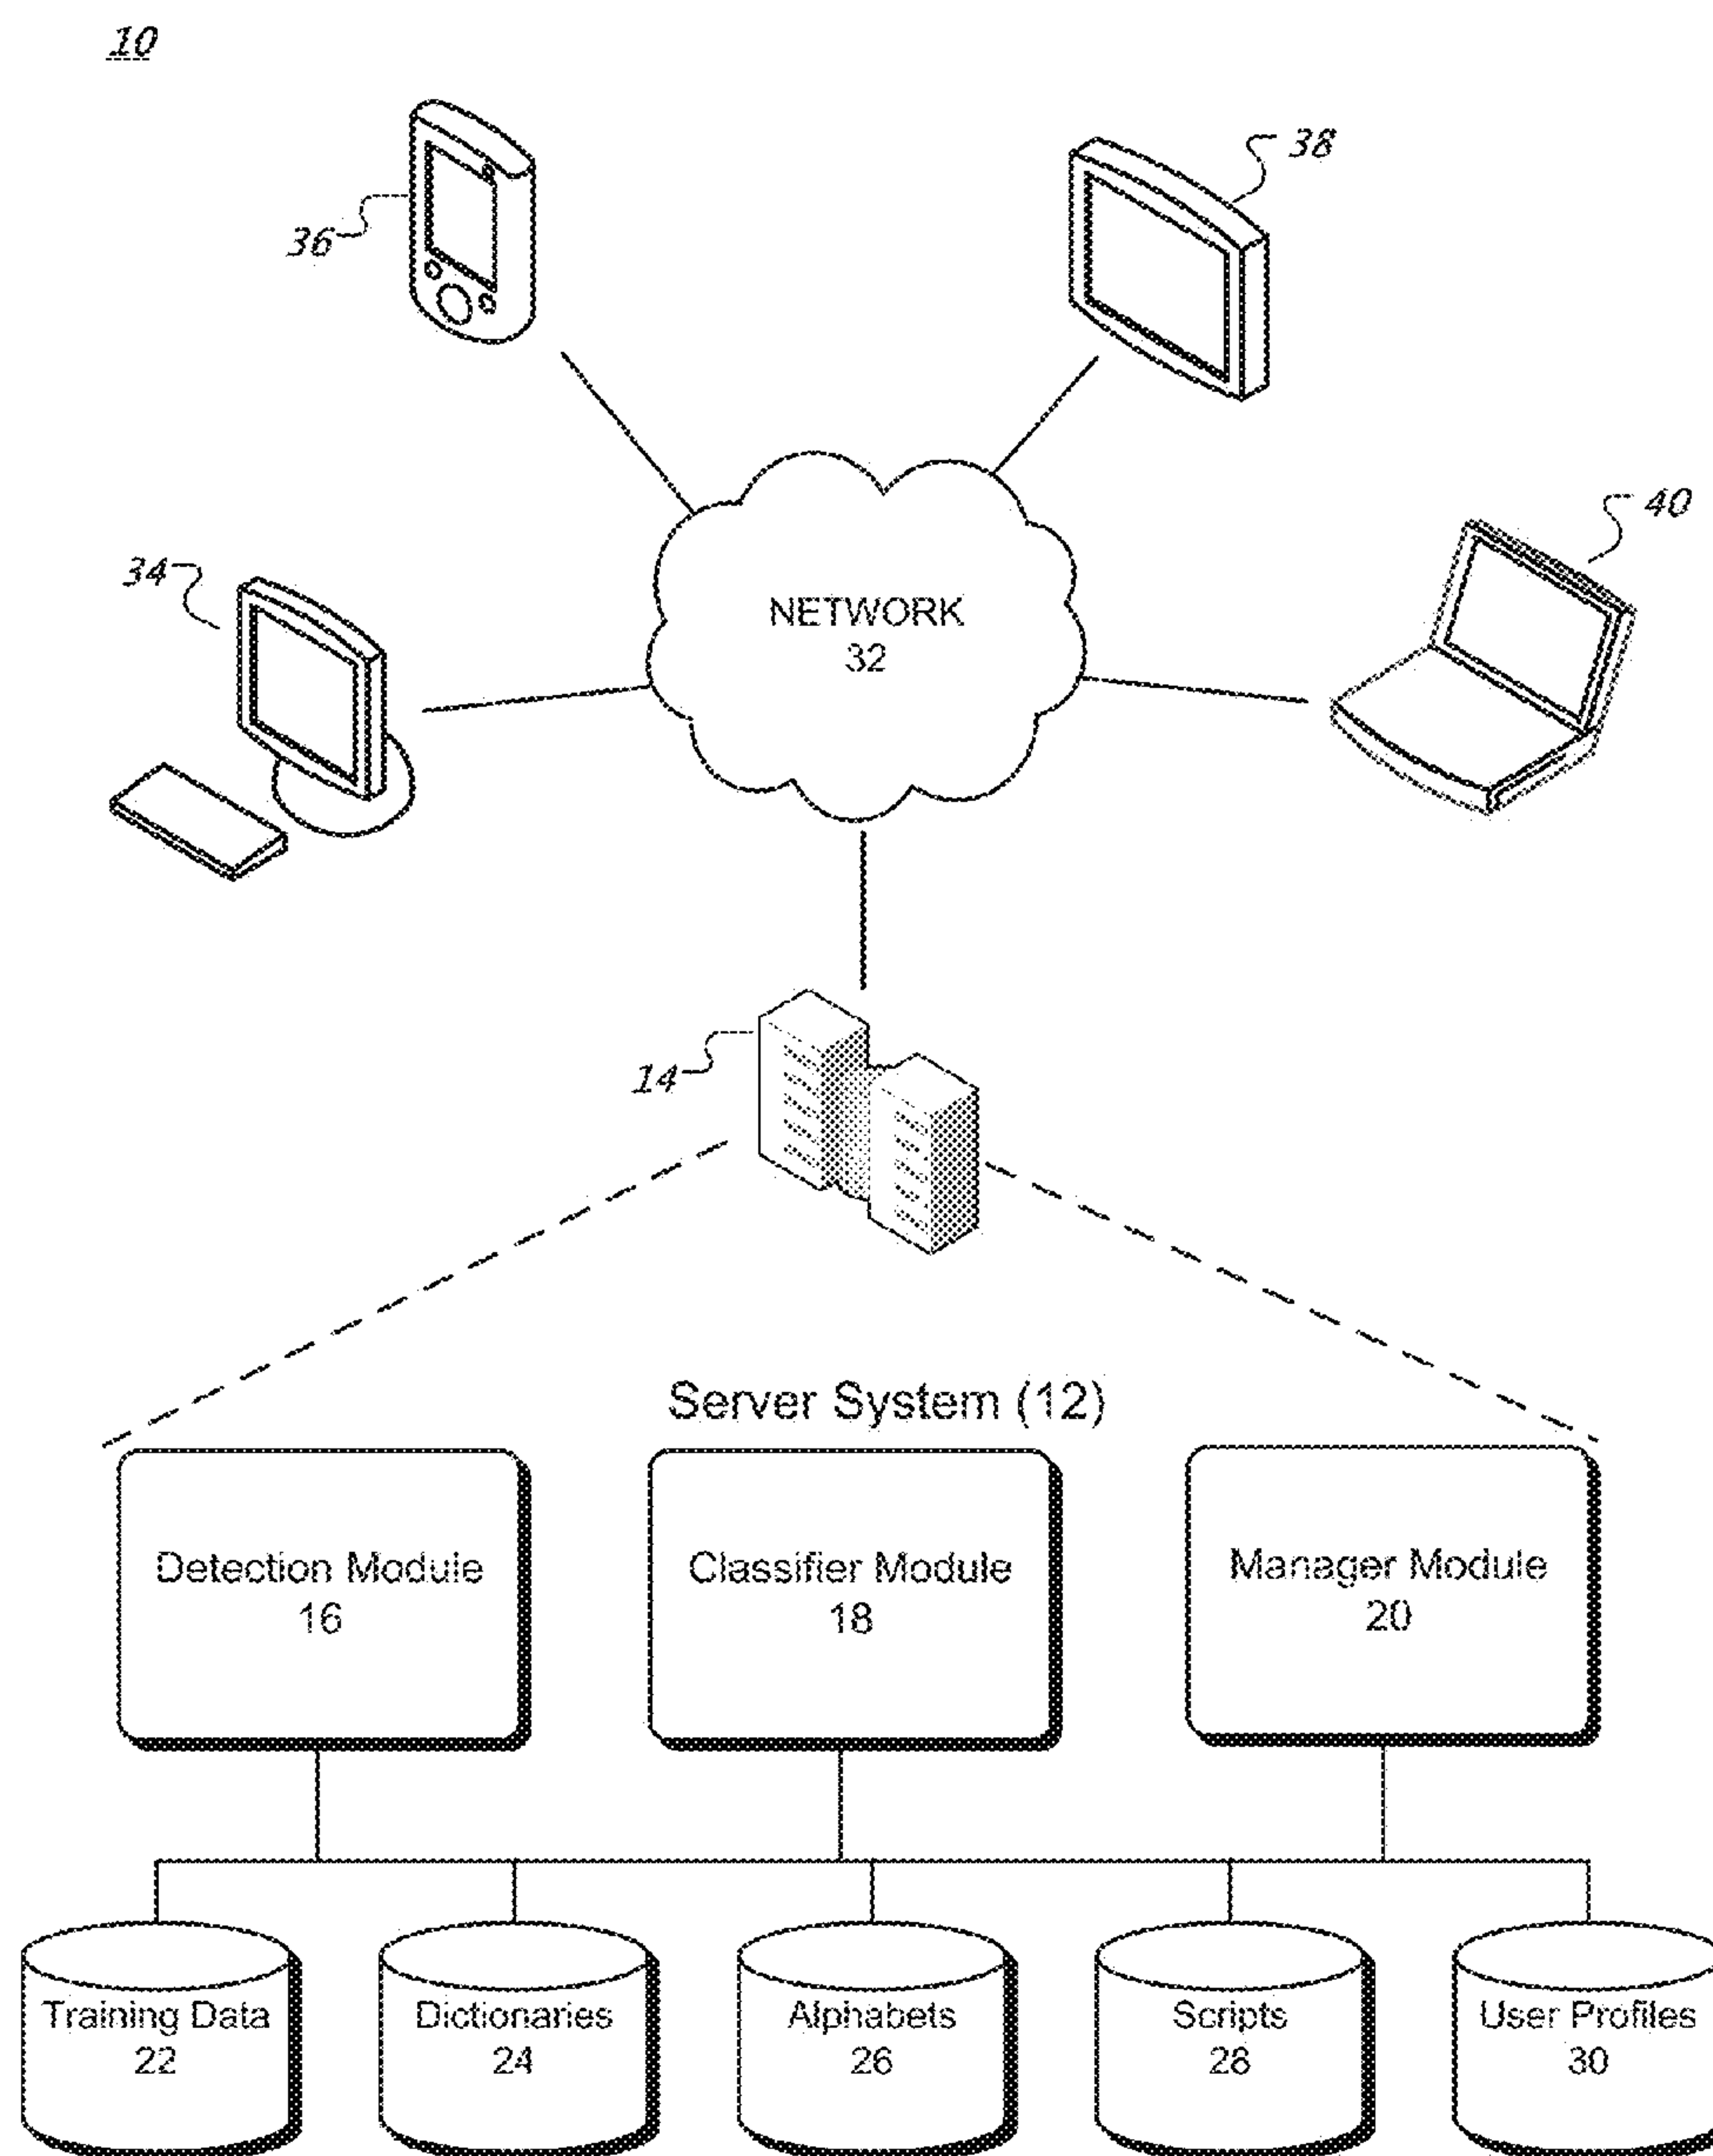 10
36
38
40
34
NETWORK
32
14
Server System (12)
Detection Module
16
Classifier Module
18
Manager Module
20
Training Data
22
Dictionaries
24
Alphabets
26
Scripts
28
User Profiles
30